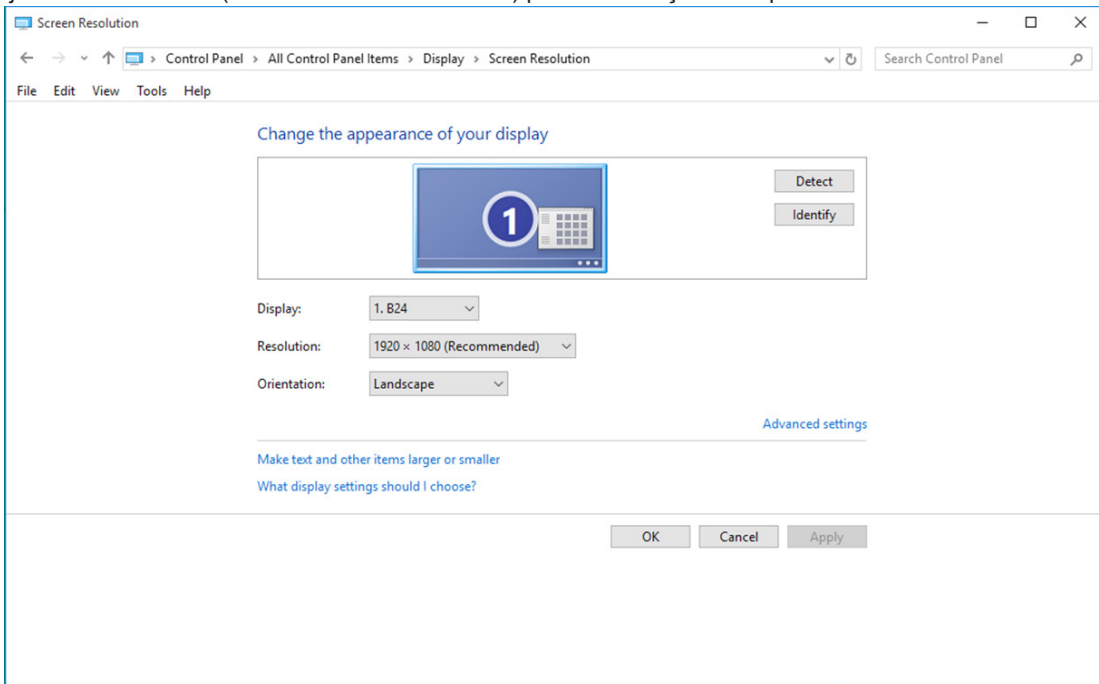 Screen Resolution
Control Panel > All Control Panel Items > Display > Screen Resolution
Search Control Panel
File Edit View Tools Help
Change the appearance of your display
1
Detect
Identify
Display: 1. B24
Resolution: 1920 × 1080 (Recommended)
Orientation: Landscape
Advanced settings
Make text and other items larger or smaller
What display settings should I choose?
OK Cancel Apply